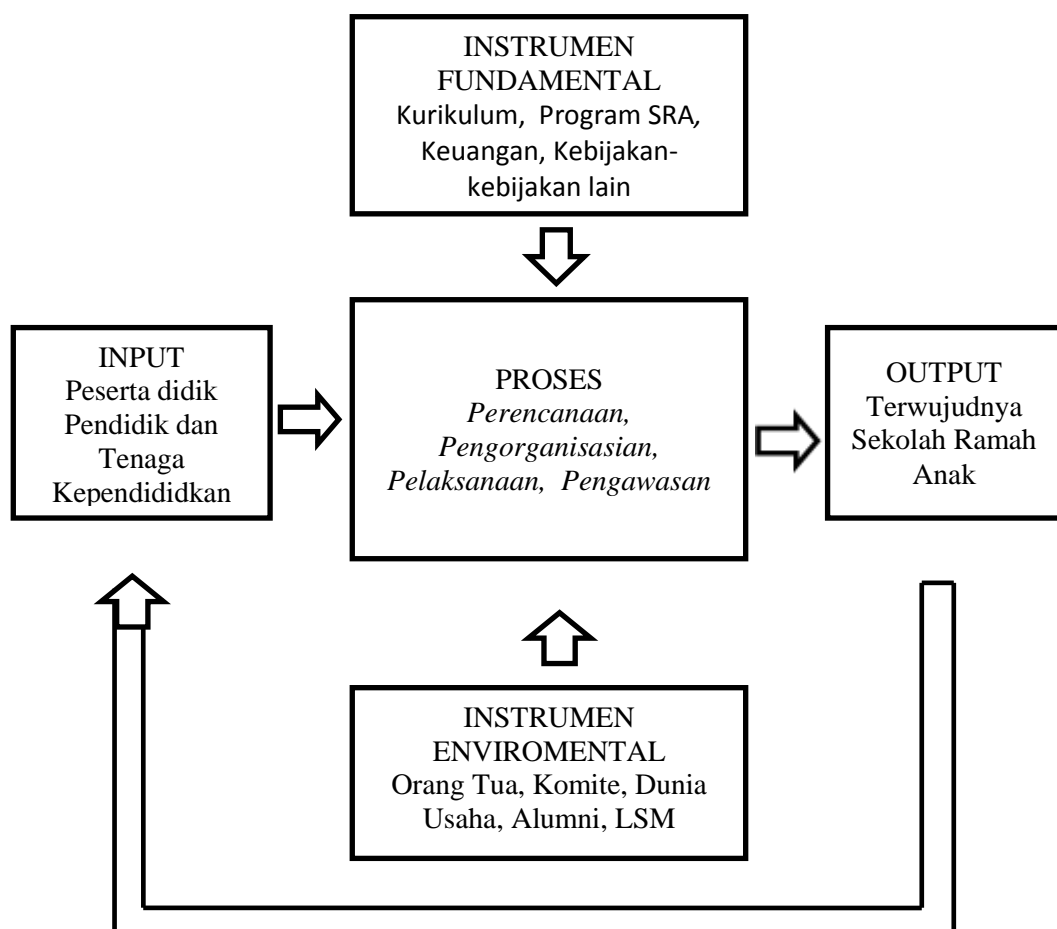 INSTRUMEN
FUNDAMENTAL
Kurikulum, Program SRA,
Keuangan, Kebijakan-
kebijakan lain
INPUT
Peserta didik
Pendidik dan
Tenaga
Kependididkan
PROSES
Perencanaan,
Pengorganisasian,
Pelaksanaan, Pengawasan
OUTPUT
Terwujudnya
Sekolah Ramah
Anak
INSTRUMEN
ENVIROMENTAL
Orang Tua, Komite, Dunia
Usaha, Alumni, LSM